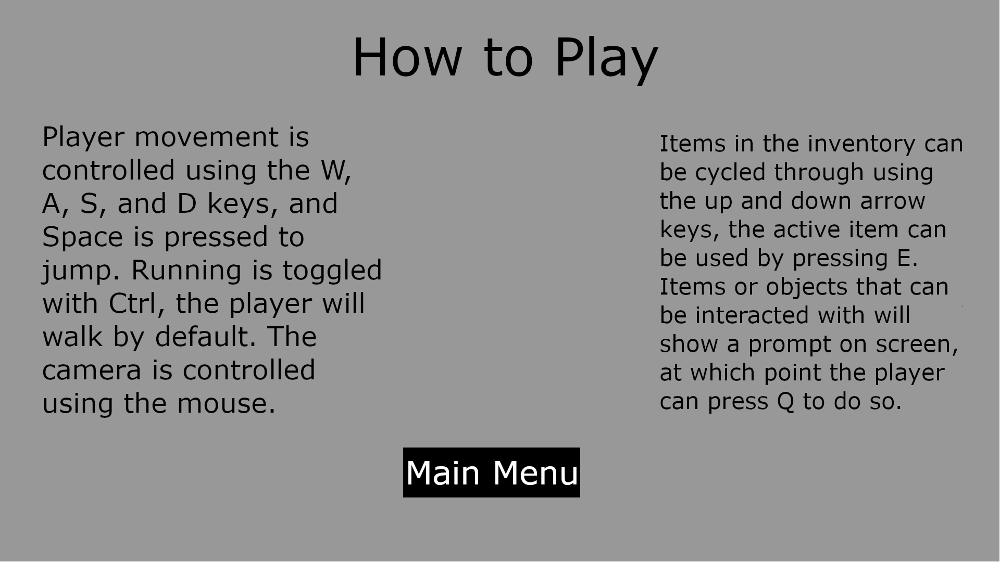 How to Play
Player movement is
controlled using the W,
A, S, and D keys, and
Space is pressed to
jump. Running is toggled
with Ctrl, the player will
walk by default. The
camera is controlled
using the mouse.
Items in the inventory can
be cycled through using
the up and down arrow
keys, the active item can
be used by pressing E.
Items or objects that can
be interacted with will
show a prompt on screen,
at which point the player
can press Q to do so.
Main Menu